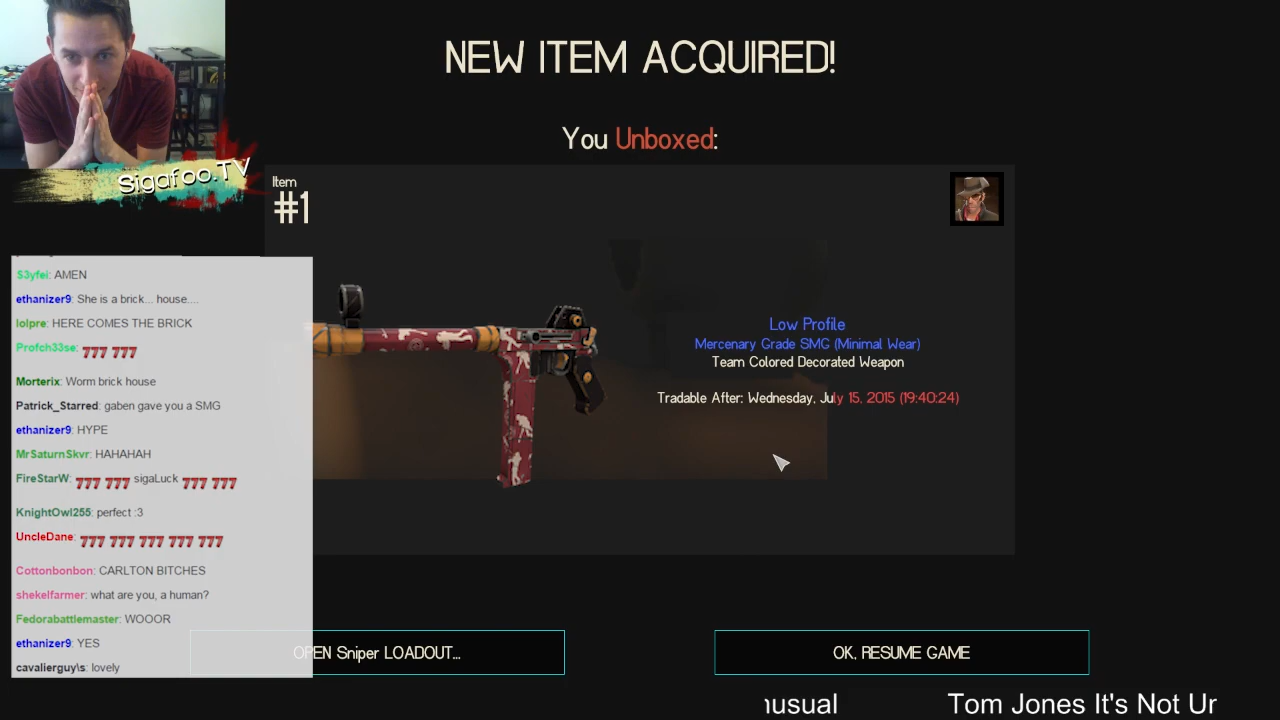 NEW ITEM ACQUIRED!
You Unboxed:
Sigafoo.TV
Item
#1
Low Profile
Mercenary Grade SMG (Minimal Wear)
Team Colored Decorated Weapon
Tradable After: Wednesday, July 15, 2015 (19:40:24)
S3yfei: AMEN
ethanizer9: She is a brick... house....
lolpre: HERE COMES THE BRICK
Profch33se: 777 777
Morterix: Worm brick house
Patrick_Starred: gaben gave you a SMG
ethanizer9: HYPE
MrSaturnSkvr: HAHAHAH
FireStarW: 777 777 sigaLuck 777 777
KnightOwl255: perfect :3
UncleDane: 777 777 777 777 777
Cottonbonbon: CARLTON BITCHES
shekelfarmer: what are you, a human?
Fedorabattlemaster: WOOOR
ethanizer9: YES
cavalierguy\s: lovely
OPEN Sniper LOADOUT...
OK, RESUME GAME
nusual Tom Jones It's Not Ur